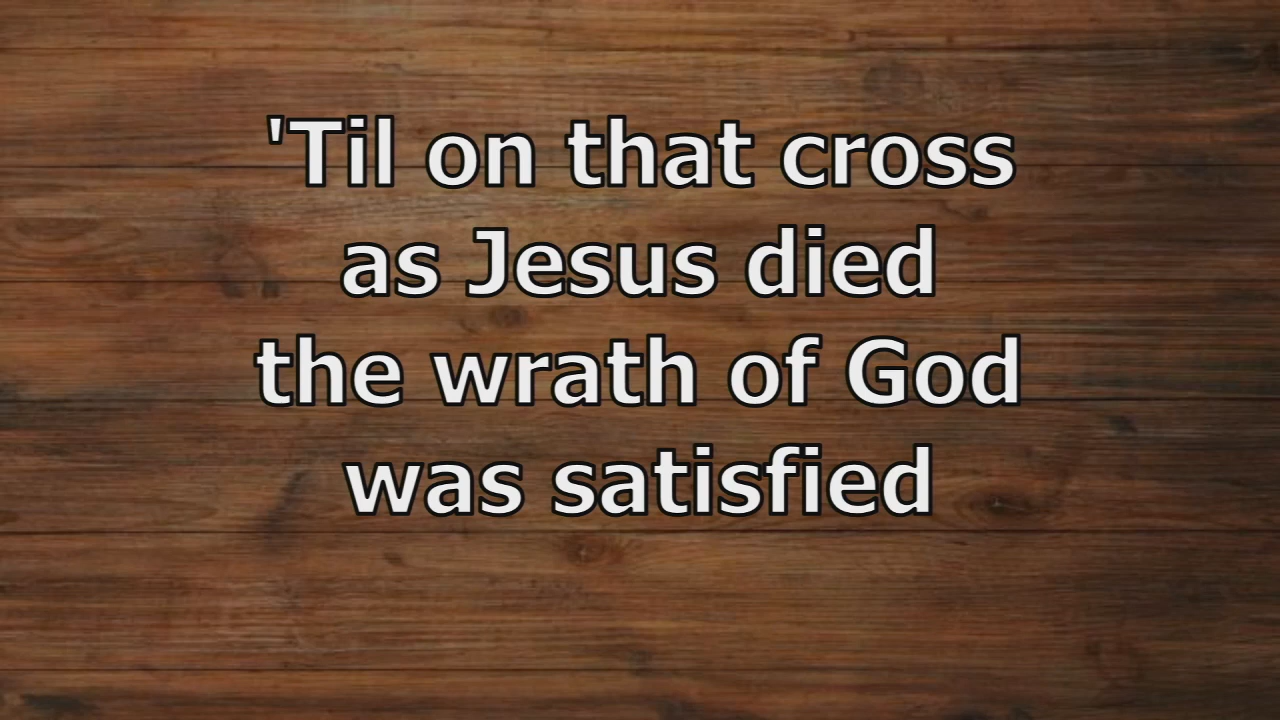 'Til on that cross
as Jesus died
the wrath of God
was satisfied